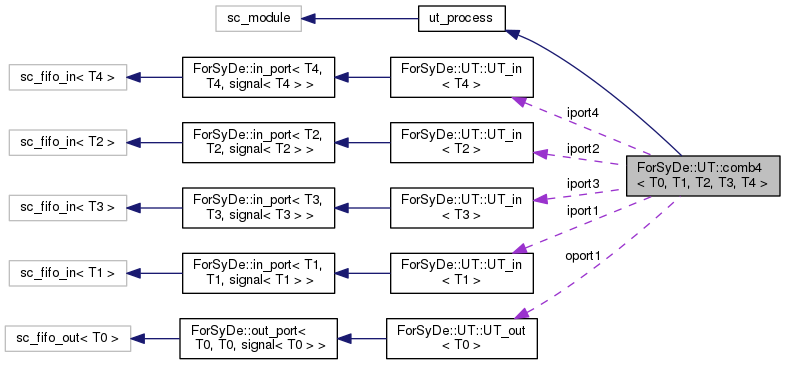 sc_module
ut_process
sc_fifo_in< T4 >
ForSyDe::in_port< T4,
T4, signal< T4 > >
ForSyDe::UT::UT_in
< T4 >
iport4
sc_fifo_in< T2 >
ForSyDe::in_port< T2,
T2, signal< T2 > >
ForSyDe::UT::UT_in
< T2 >
iport2
ForSyDe::UT::comb4
< T0, T1, T2, T3, T4 >
sc_fifo_in< T3 >
ForSyDe::in_port< T3,
T3, signal< T3 > >
ForSyDe::UT::UT_in
< T3 >
iport3
iport1
sc_fifo_in< T1 >
ForSyDe::in_port< T1,
T1, signal< T1 > >
ForSyDe::UT::UT_in
< T1 >
oport1
sc_fifo_out< T0 >
ForSyDe::out_port<
T0, T0, signal< T0 > >
ForSyDe::UT::UT_out
< T0 >